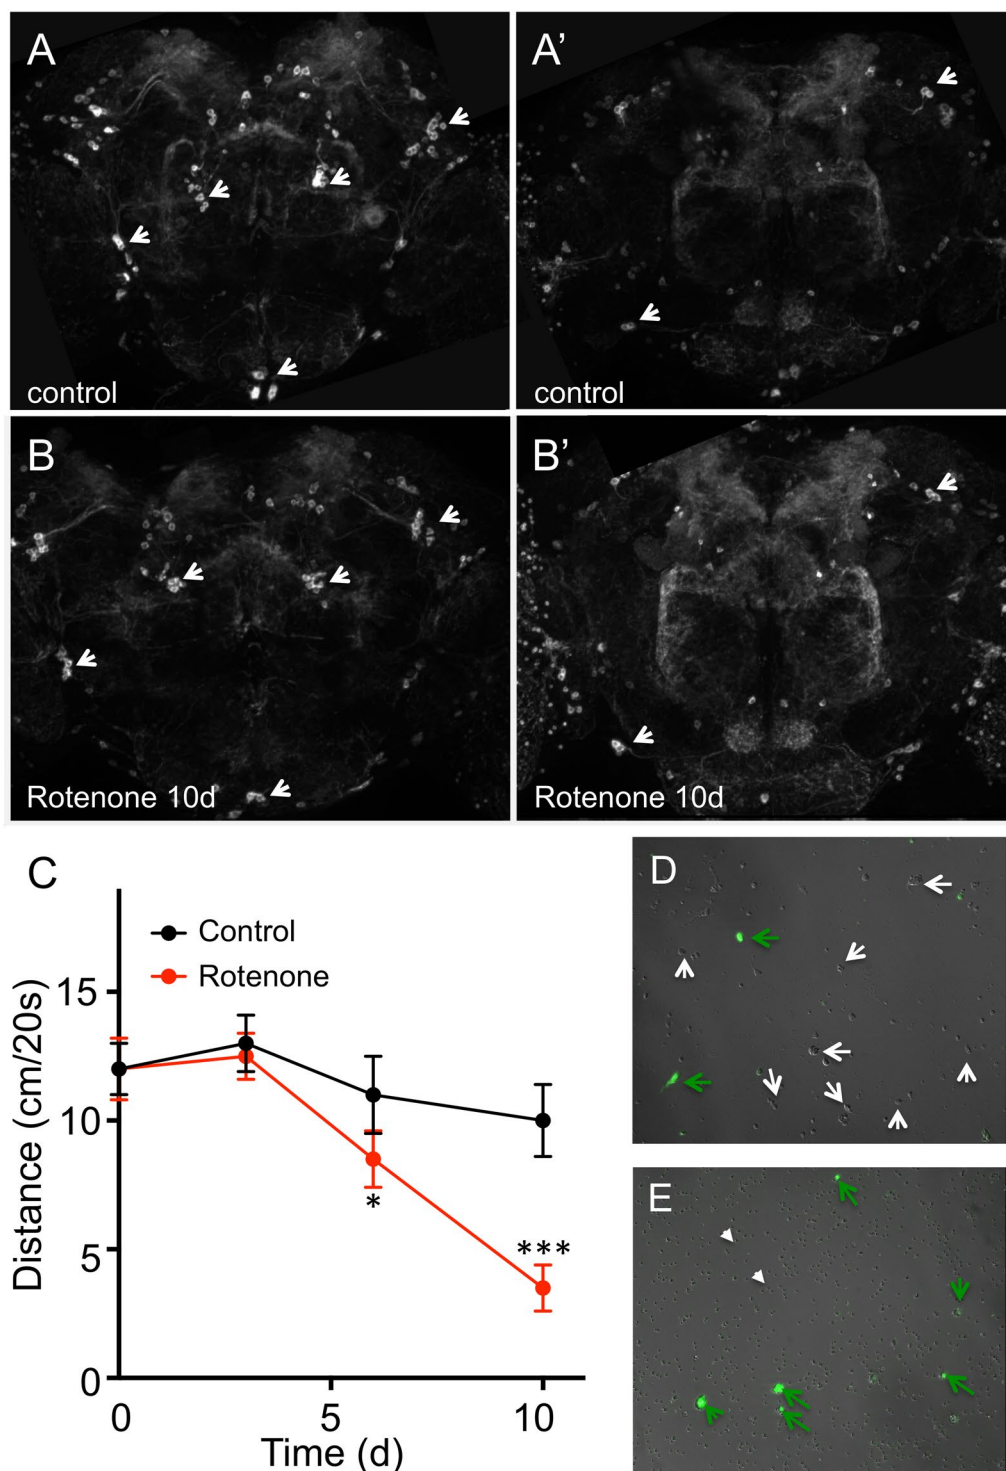 A
control
A'
control
B
Rotenone 10d
B'
Rotenone 10d
C
Control
Rotenone
Distance (cm/20s)
15
10
5
0
*
***
0 5 10
Time (d)
D
E